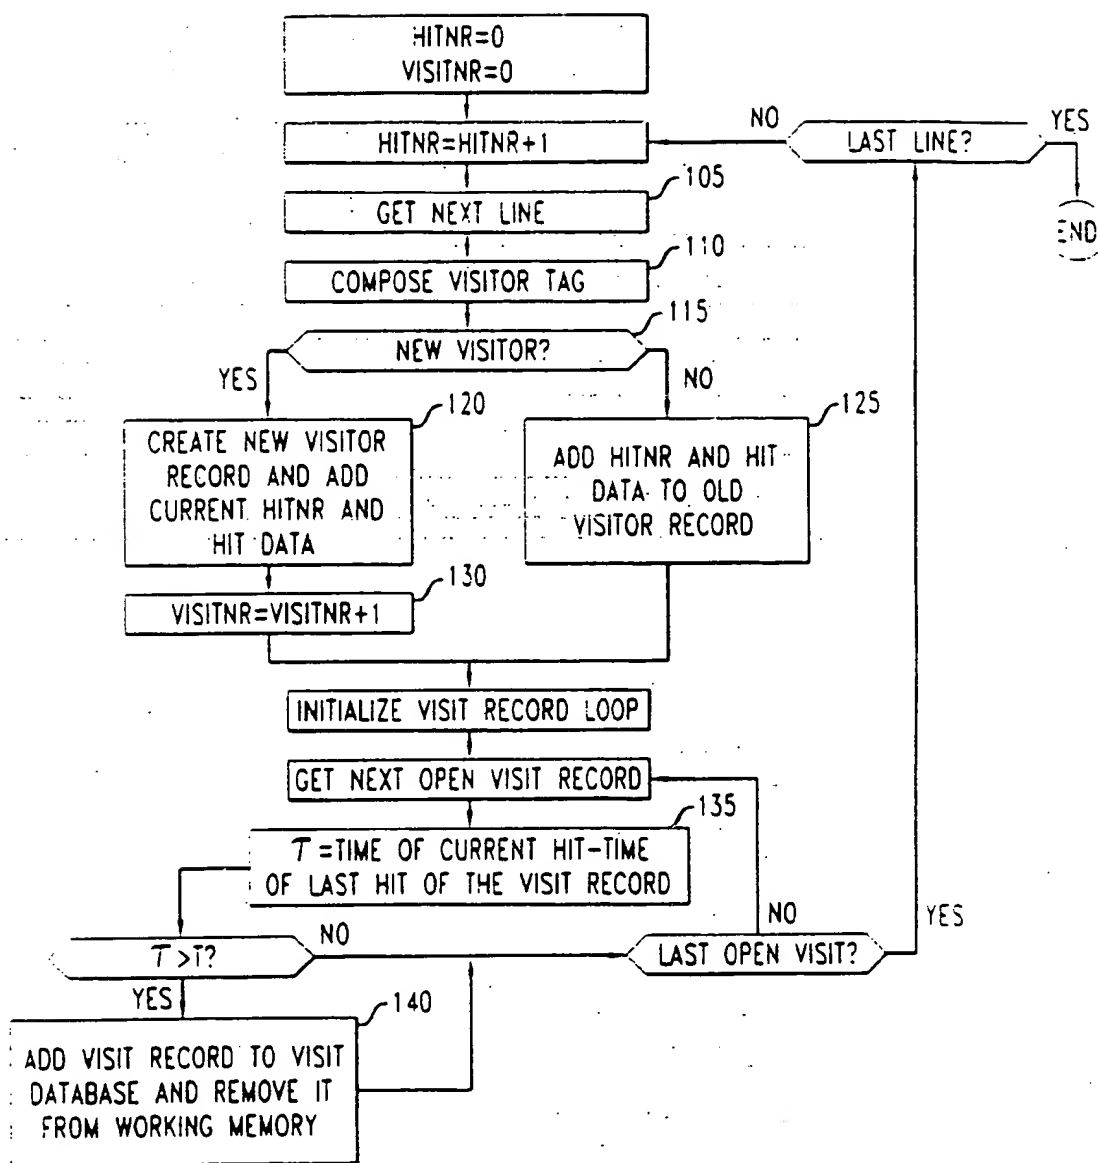 HITNR=0
VISITNR=0
HITNR=HITNR+1
NO
LAST LINE?
YES
END
105
GET NEXT LINE
110
COMPOSE VISITOR TAG
115
NEW VISITOR?
YES
NO
120
CREATE NEW VISITOR
RECORD AND ADD
CURRENT HITNR AND
HIT DATA
125
ADD HITNR AND HIT
DATA TO OLD
VISITOR RECORD
130
VISITNR=VISITNR+1
INITIALIZE VISIT RECORD LOOP
GET NEXT OPEN VISIT RECORD
135
τ=TIME OF CURRENT HIT-TIME
OF LAST HIT OF THE VISIT RECORD
τ>T?
NO
YES
NO
LAST OPEN VISIT?
YES
140
ADD VISIT RECORD TO VISIT
DATABASE AND REMOVE IT
FROM WORKING MEMORY